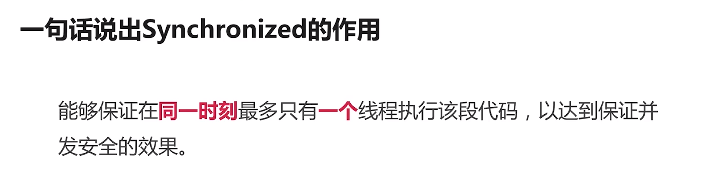 一句话说出Synchronized的作用
能够保证在同一时刻最多只有一个线程执行该段代码，以达到保证并
发安全的效果。